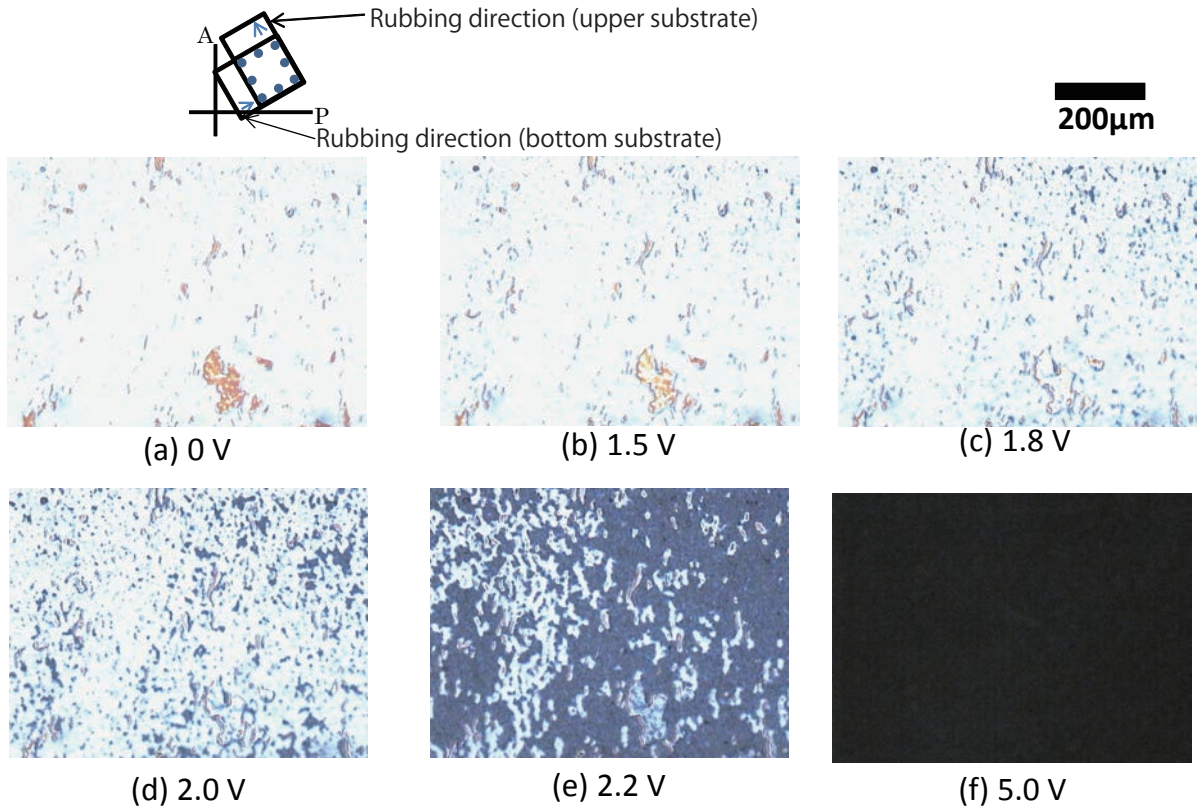 Rubbing direction (upper substrate)
A
P
Rubbing direction (bottom substrate)
200µm
(a) 0 V
(b) 1.5 V
(c) 1.8 V
(d) 2.0 V
(e) 2.2 V
(f) 5.0 V